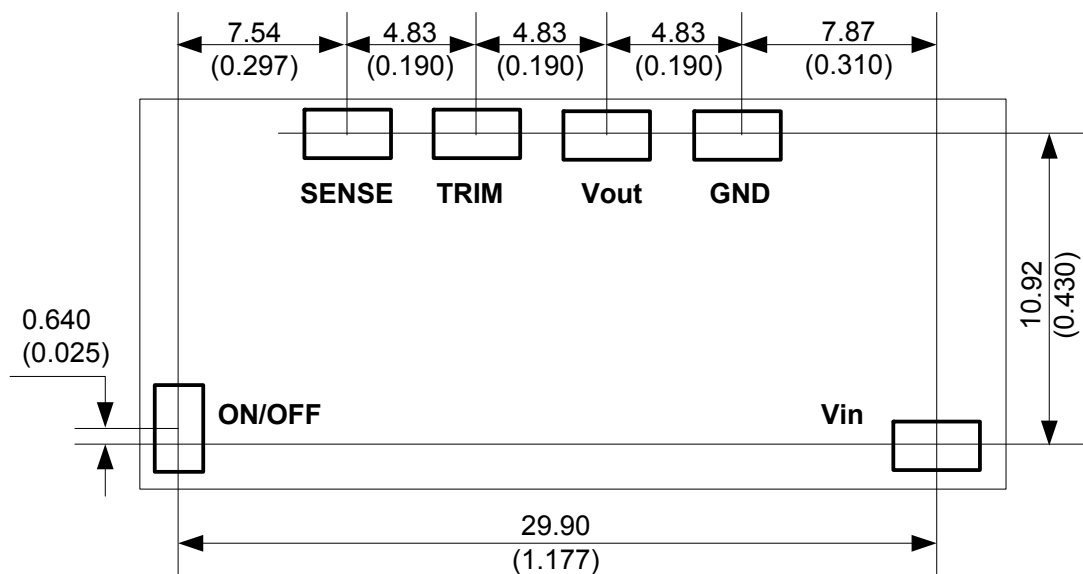 7.54
(0.297)
4.83
(0.190)
4.83
(0.190)
4.83
(0.190)
7.87
(0.310)
SENSE
TRIM
Vout
GND
10.92
(0.430)
0.640
(0.025)
ON/OFF
Vin
29.90
(1.177)